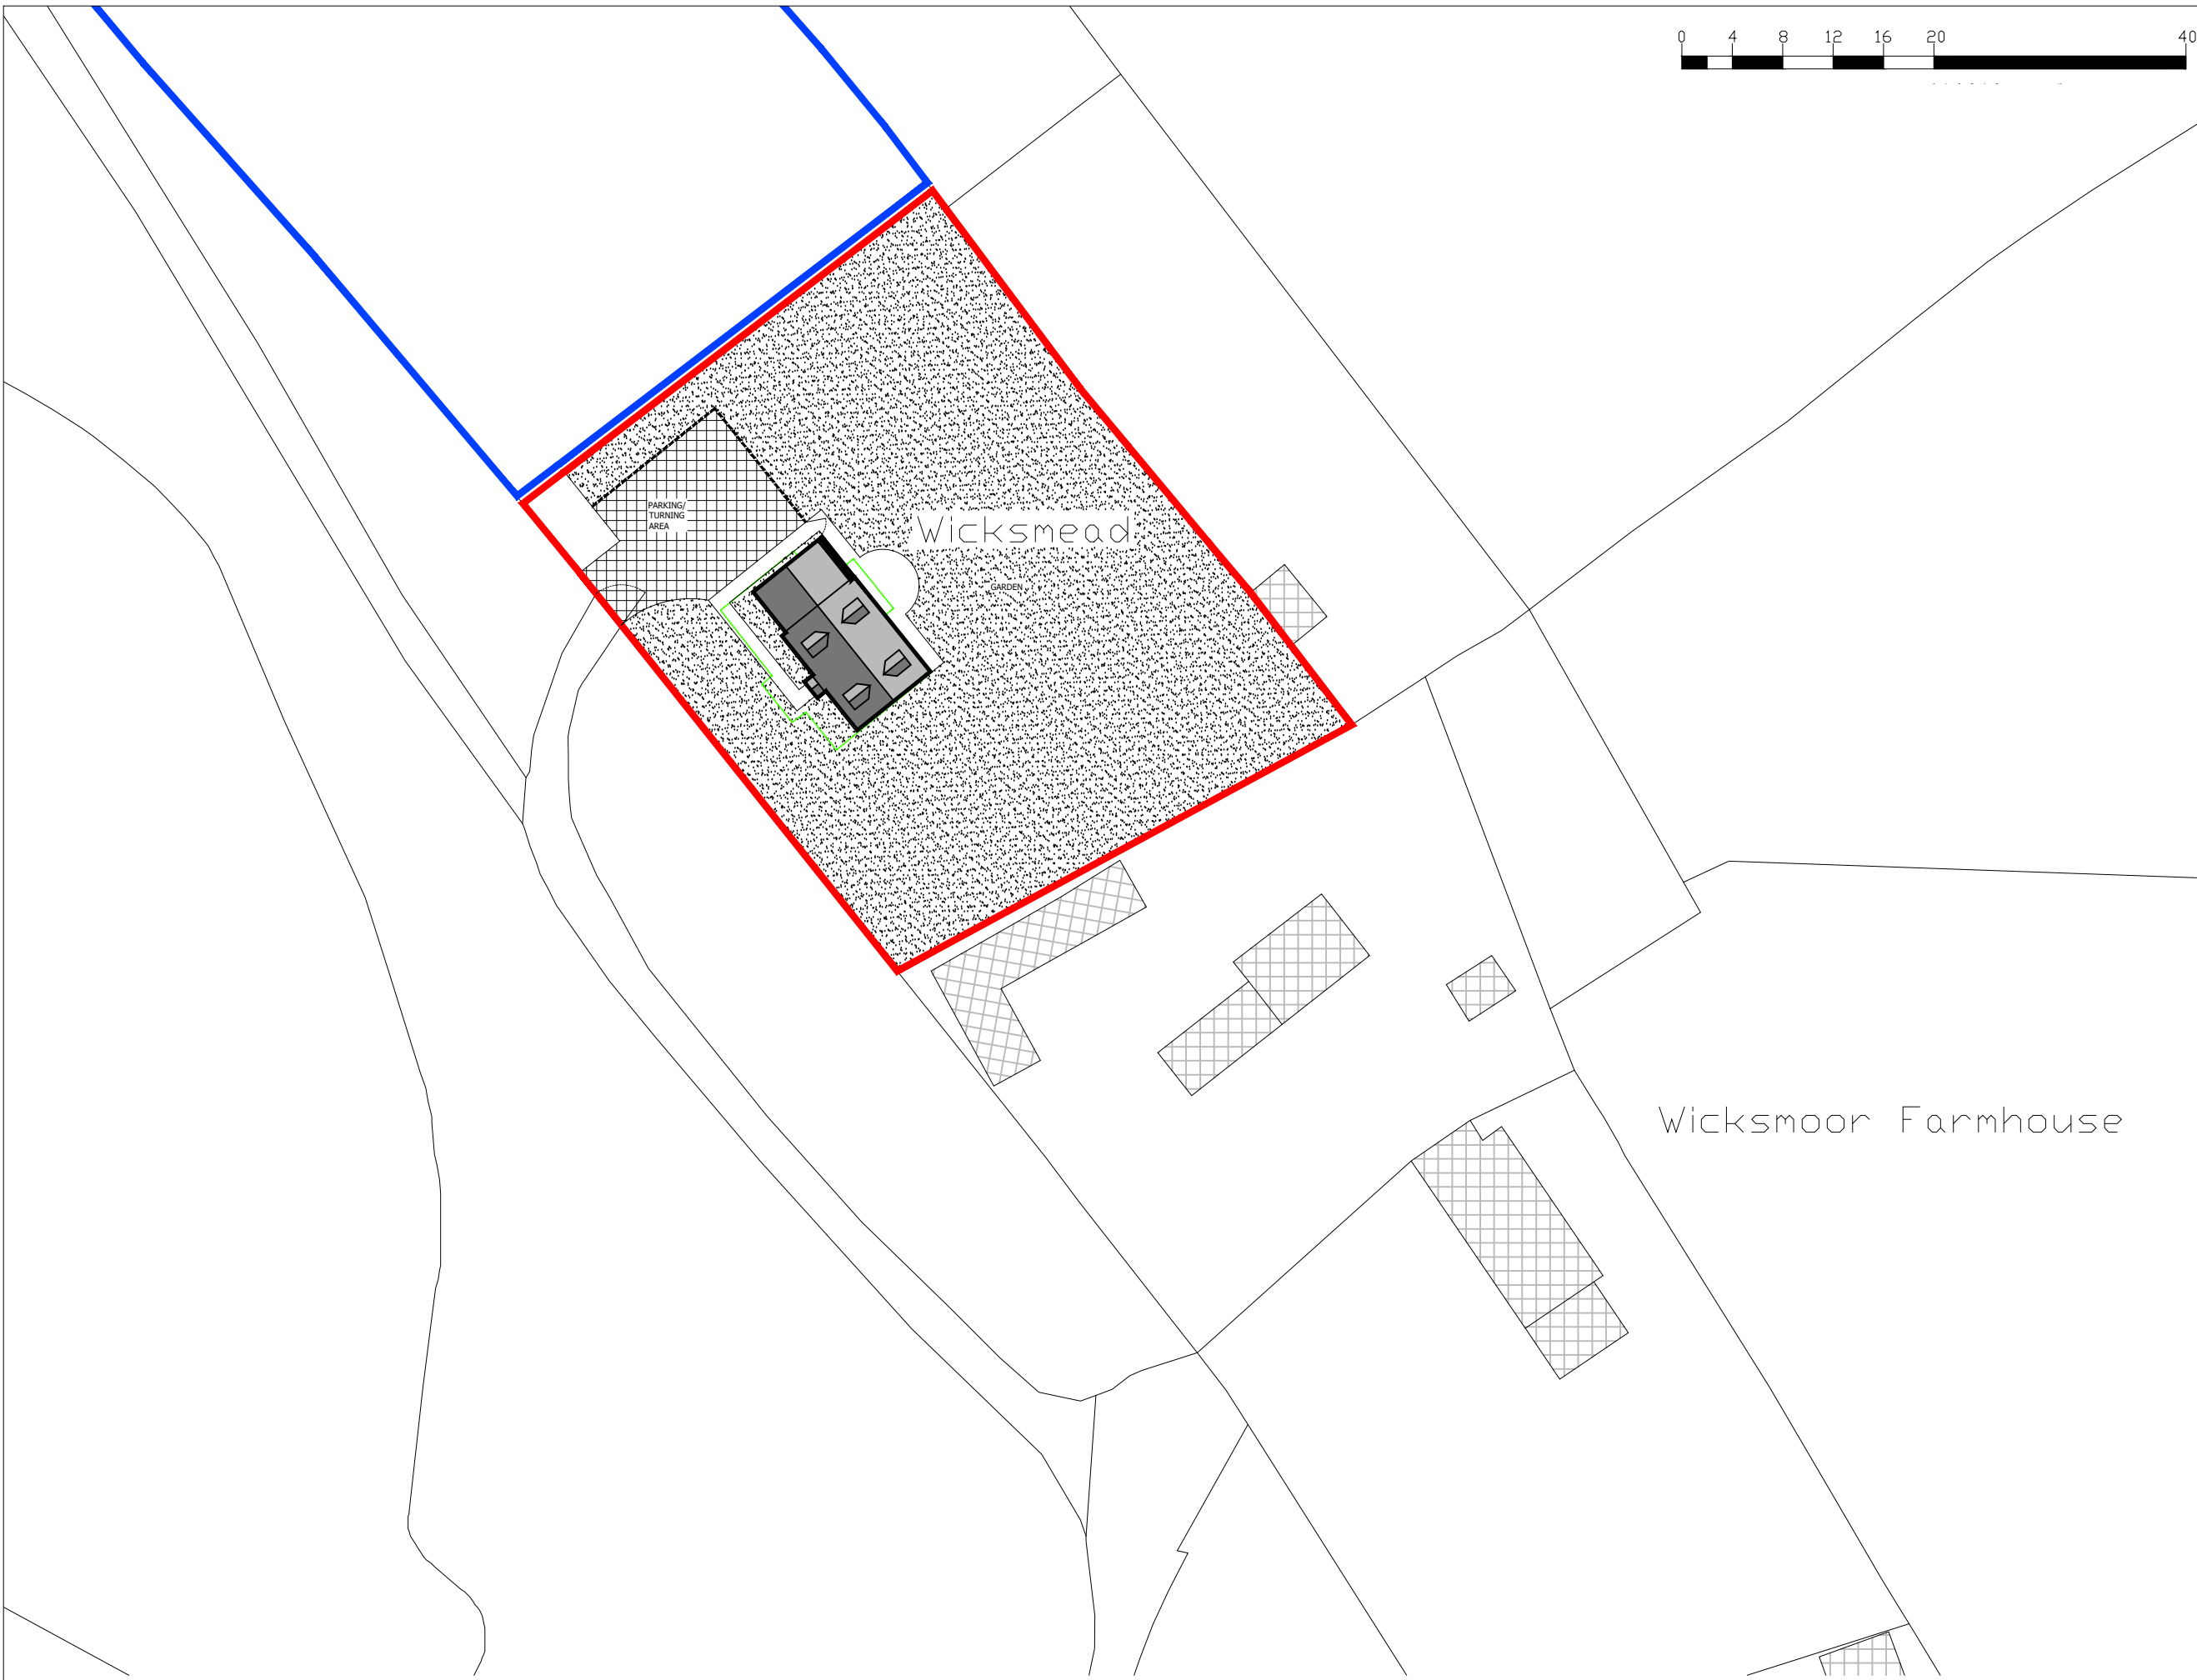 0 4 8 12 16 20 40
PARKING/
TURNING
AREA
Wicksmead
GARDEN
Wicksmoor Farmhouse